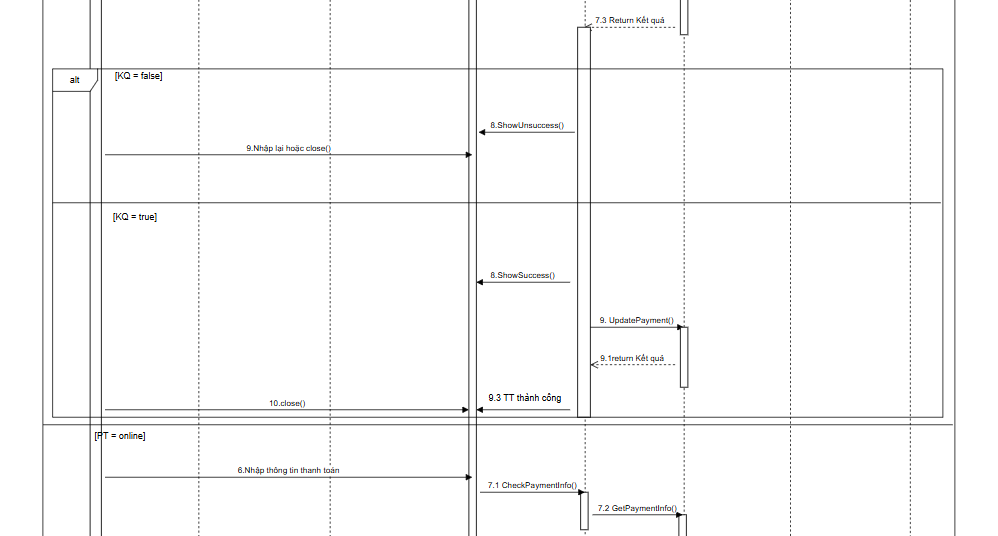 7.3 Return Kết quả
alt
[KQ = false]
8.ShowUnsuccess()
9.Nhập lại hoặc close()
[KQ = true]
8.ShowSuccess()
9. UpdatePayment()
9.1return Kết quả
9.3 TT thành công
10.close()
[PT = online]
6.Nhập thông tin thanh toán
7.1 CheckPaymentInfo()
7.2 GetPaymentInfo()